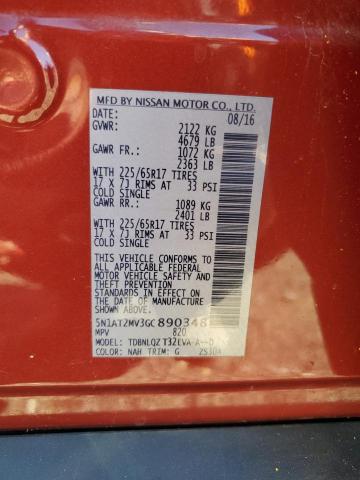 MFD BY NISSAN MOTOR CO., LTD.
DATE: 08/16
GVWR: 2122 KG
4679 LB
GAWR FR.: 1072 KG
2363 LB
WITH 225/65R17 TIRES
17 X 7J RIMS AT 33 PSI
COLD SINGLE
GAWR RR.: 1089 KG
2401 LB
WITH 225/65R17 TIRES
17 X 7J RIMS AT 33 PSI
COLD SINGLE
THIS VEHICLE CONFORMS TO
ALL APPLICABLE FEDERAL
MOTOR VEHICLE SAFETY AND
THEFT PREVENTION
STANDARDS IN EFFECT ON
THE DATE OF MANUFACTURE
SHOWN ABOVE.
5N1AT2MV3GC890348
MPV 820
MODEL:
COLOR: NAH TRIM: G